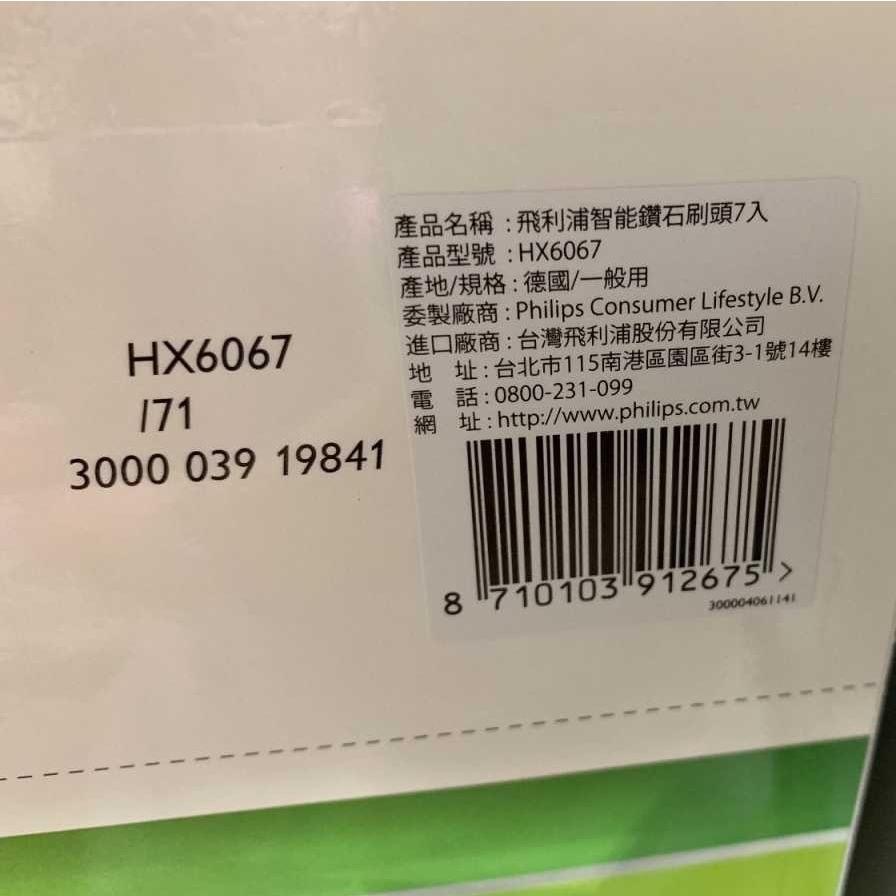 HX6067
/71
3000 039 19841
產品名稱 : 飛利浦智能鑽石刷頭7入
產品型號 : HX6067
產地/規格 : 德國/一般用
委製廠商 : Philips Consumer Lifestyle B.V.
進口廠商 : 台灣飛利浦股份有限公司
地 址 : 台北市115南港區園區街3-1號14樓
電 話 : 0800-231-099
網 址 : http://www.philips.com.tw
8 710103 912675 >
300004061141